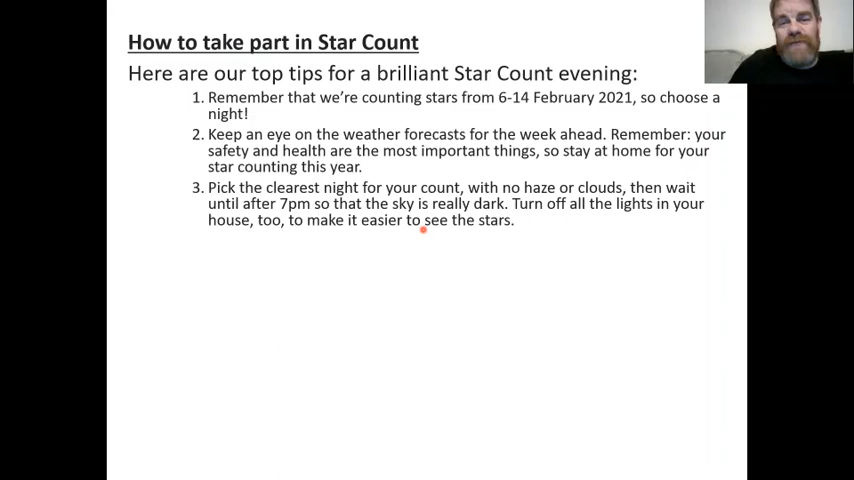 How to take part in Star Count
Here are our top tips for a brilliant Star Count evening:
1. Remember that we're counting stars from 6-14 February 2021, so choose a
night!
2. Keep an eye on the weather forecasts for the week ahead. Remember: your
safety and health are the most important things, so stay at home for your
star counting this year.
3. Pick the clearest night for your count, with no haze or clouds, then wait
until after 7pm so that the sky is really dark. Turn off all the lights in your
house, too, to make it easier to see the stars.